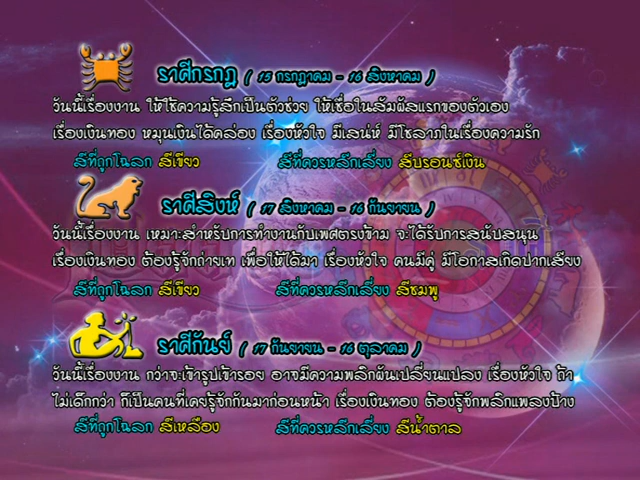 ราศีกรกฎ ( 15 กรกฎาคม - 16 สิงหาคม )
วันนี้เรื่องงาน ให้ใช้ความรู้สึกเป็นตัวช่วย ให้เชื่อในสัมผัสแรกของตัวเอง
เรื่องเงินทอง หมุนเงินได้คล่อง เรื่องหัวใจ มีเสน่ห์ มีโชคลาภในเรื่องความรัก
สีที่ถูกโฉลก สีเขียว สีที่ควรหลีกเลี่ยง สีบรอนซ์เงิน
ราศีสิงห์ ( 17 สิงหาคม - 16 กันยายน )
วันนี้เรื่องงาน เหมาะสำหรับการทำงานกับเพศตรงข้าม จะได้รับการสนับสนุน
เรื่องเงินทอง ต้องรู้จักถ่ายเท เพื่อให้ได้มา เรื่องหัวใจ คนมีคู่ มีโอกาสเกิดปากเสียง
สีที่ถูกโฉลก สีเขียว สีที่ควรหลีกเลี่ยง สีชมพู
ราศีกันย์ ( 17 กันยายน - 16 ตุลาคม )
วันนี้เรื่องงาน กว่าจะเข้ารูปเข้ารอย อาจมีความพลิกผันเปลี่ยนแปลง เรื่องหัวใจ ถ้า
ไม่เด็กกว่า ก็เป็นคนที่เคยรู้จักกันมาก่อนหน้า เรื่องเงินทอง ต้องรู้จักพลิกแพลงบ้าง
สีที่ถูกโฉลก สีเหลือง สีที่ควรหลีกเลี่ยง สีน้ำตาล